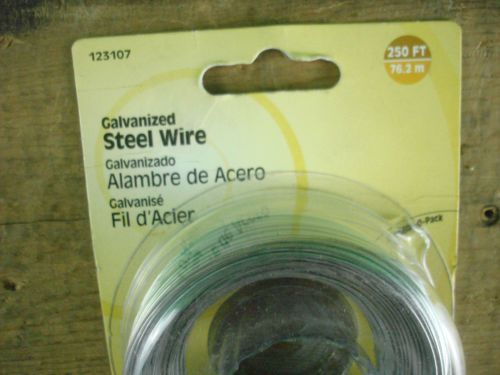 123107
250 FT
76.2 m
Galvanized
Steel Wire
Galvanizado
Alambre de Acero
Galvanisé
Fil d'Acier